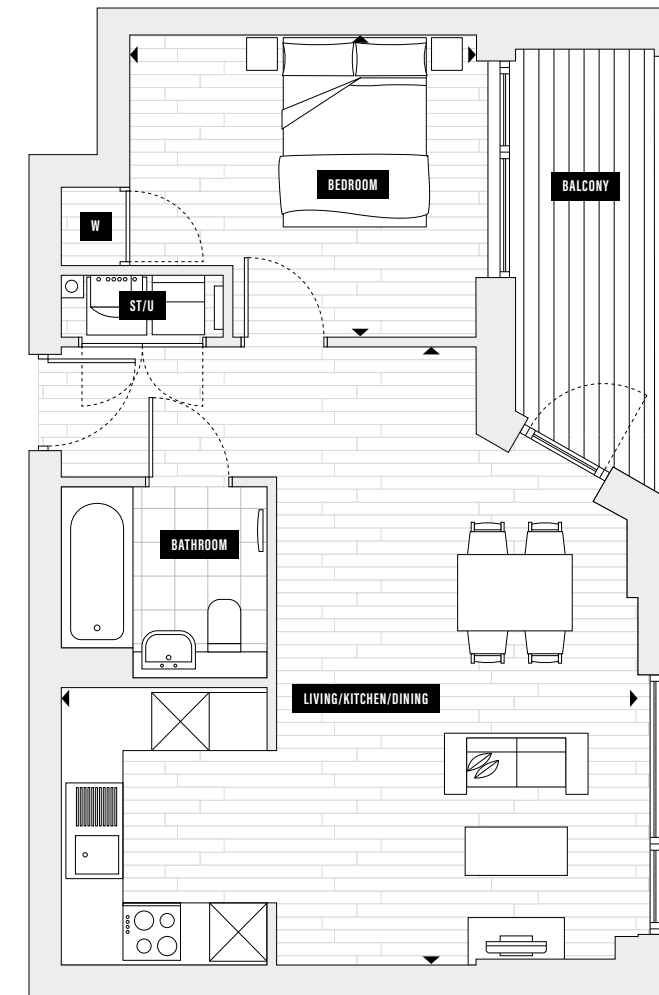 BEDROOM
BALCONY
W
ST/U
BATHROOM
LIVING/KITCHEN/DINING